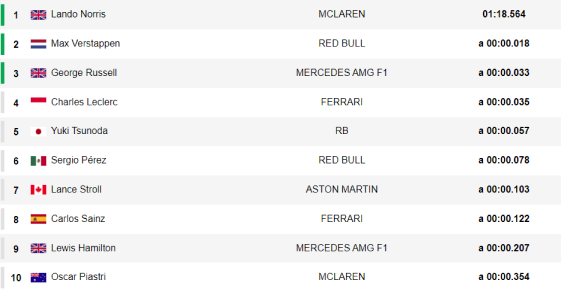 1 Lando Norris MCLAREN 01:18.564
2 Max Verstappen RED BULL a 00:00.018
3 George Russell MERCEDES AMG F1 a 00:00.033
4 Charles Leclerc FERRARI a 00:00.035
5 Yuki Tsunoda RB a 00:00.057
6 Sergio Pérez RED BULL a 00:00.078
7 Lance Stroll ASTON MARTIN a 00:00.103
8 Carlos Sainz FERRARI a 00:00.122
9 Lewis Hamilton MERCEDES AMG F1 a 00:00.207
10 Oscar Piastri MCLAREN a 00:00.354